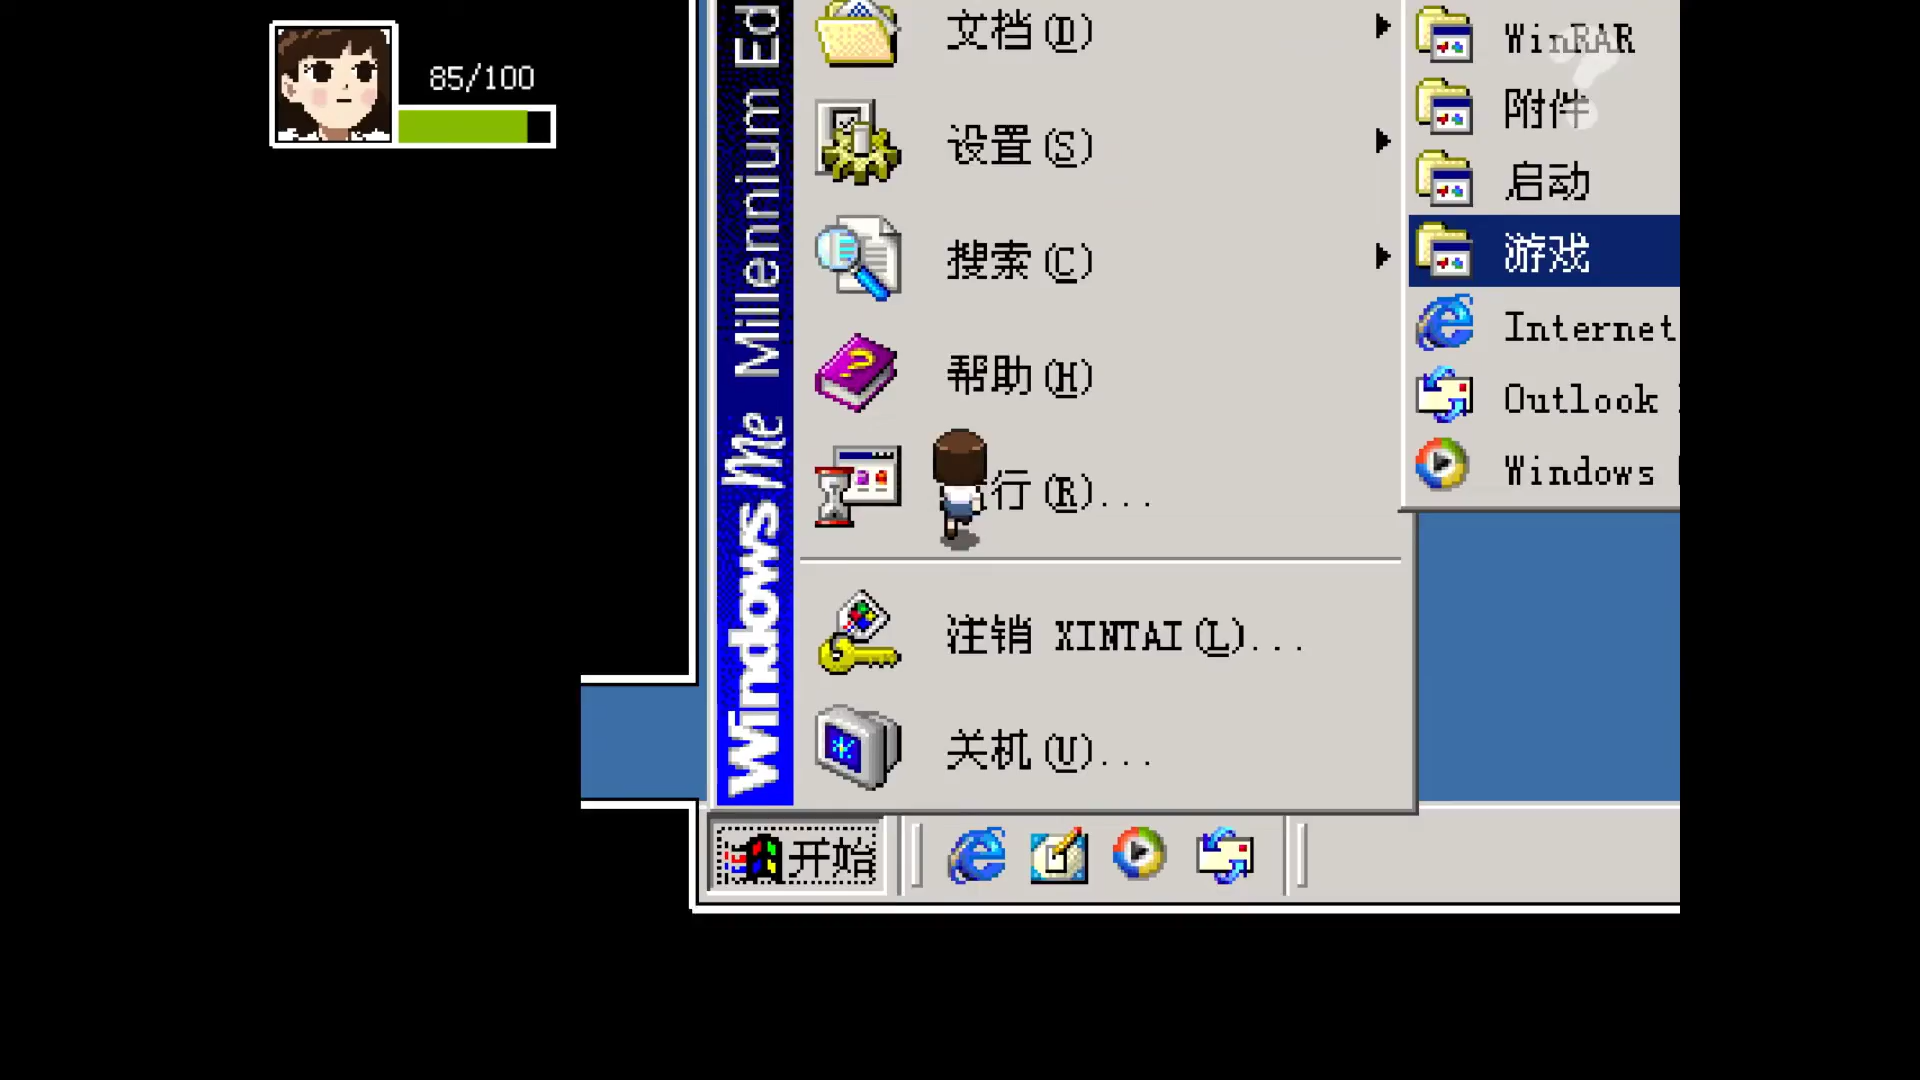 85/100
Windows Me Millennium Ed
文档(D)
设置(S)
搜索(C)
帮助(H)
行(R)...
注销 XINTAI(L)...
关机(U)...
WinRAR
附件
启动
游戏
Internet
Outlook
Windows
开始